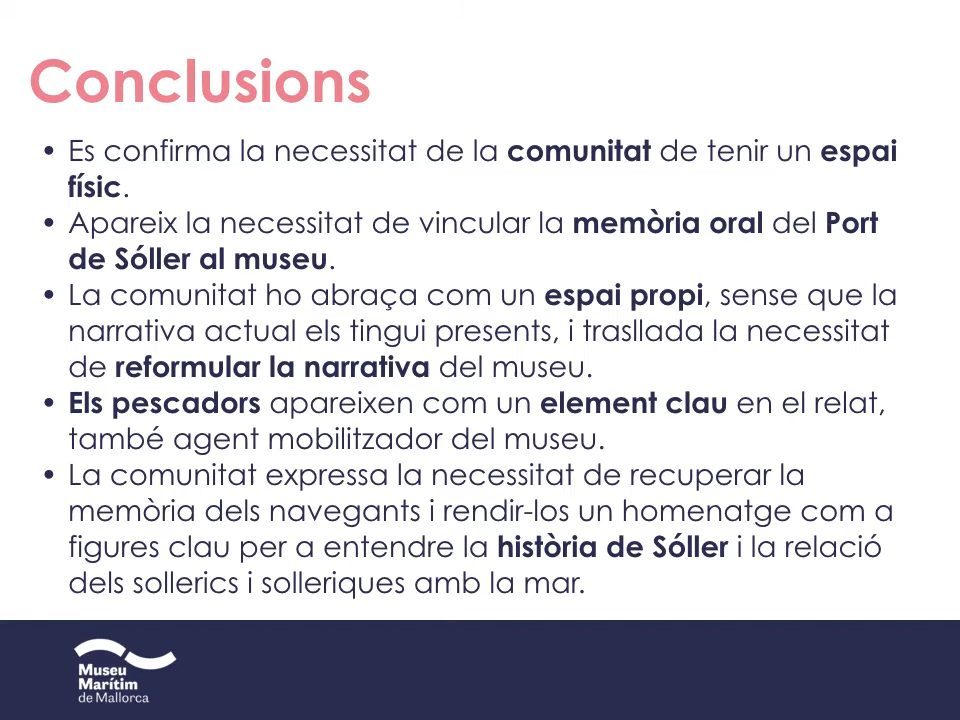 Conclusions
• Es confirma la necessitat de la comunitat de tenir un espai
físic.
• Apareix la necessitat de vincular la memòria oral del Port
de Sóller al museu.
• La comunitat ho abraça com un espai propi, sense que la
narrativa actual els tingui presents, i trasllada la necessitat
de reformular la narrativa del museu.
• Els pescadors apareixen com un element clau en el relat,
també agent mobilitzador del museu.
• La comunitat expressa la necessitat de recuperar la
memòria dels navegants i rendir-los un homenatge com a
figures clau per a entendre la història de Sóller i la relació
dels sollerics i solleriques amb la mar.
Museu
Marítim
de Mallorca